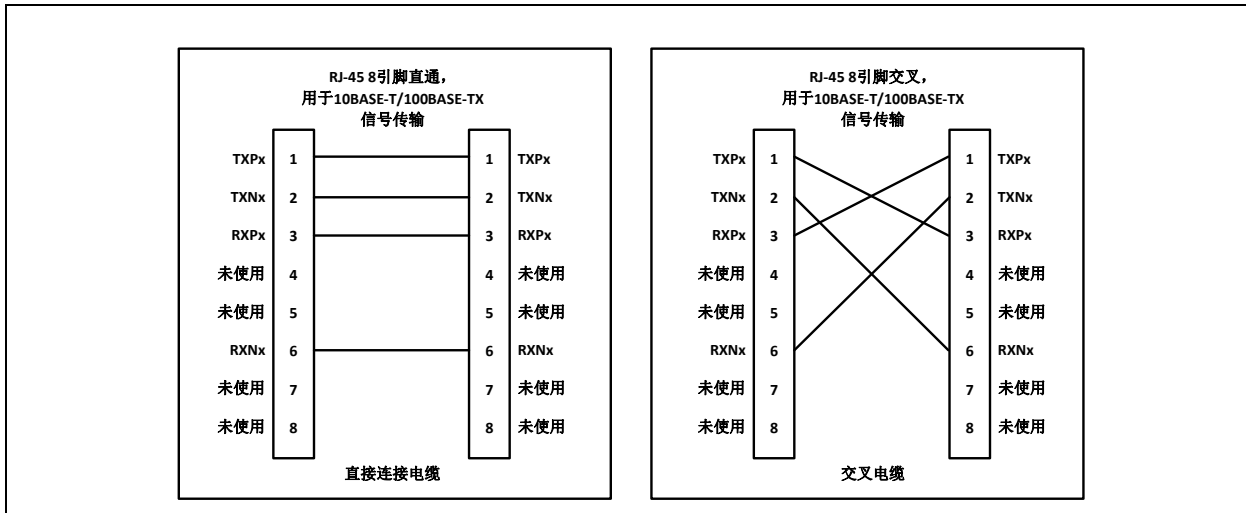 RJ-45 8引脚直通，
用于10BASE-T/100BASE-TX
信号传输
TXPx 1 1 TXPx
TXNx 2 2 TXNx
RXPx 3 3 RXPx
未使用 4 4 未使用
未使用 5 5 未使用
RXNx 6 6 RXNx
未使用 7 7 未使用
未使用 8 8 未使用
直接连接电缆
RJ-45 8引脚交叉，
用于10BASE-T/100BASE-TX
信号传输
TXPx 1 1 TXPx
TXNx 2 2 TXNx
RXPx 3 3 RXPx
未使用 4 4 未使用
未使用 5 5 未使用
RXNx 6 6 RXNx
未使用 7 7 未使用
未使用 8 8 未使用
交叉电缆